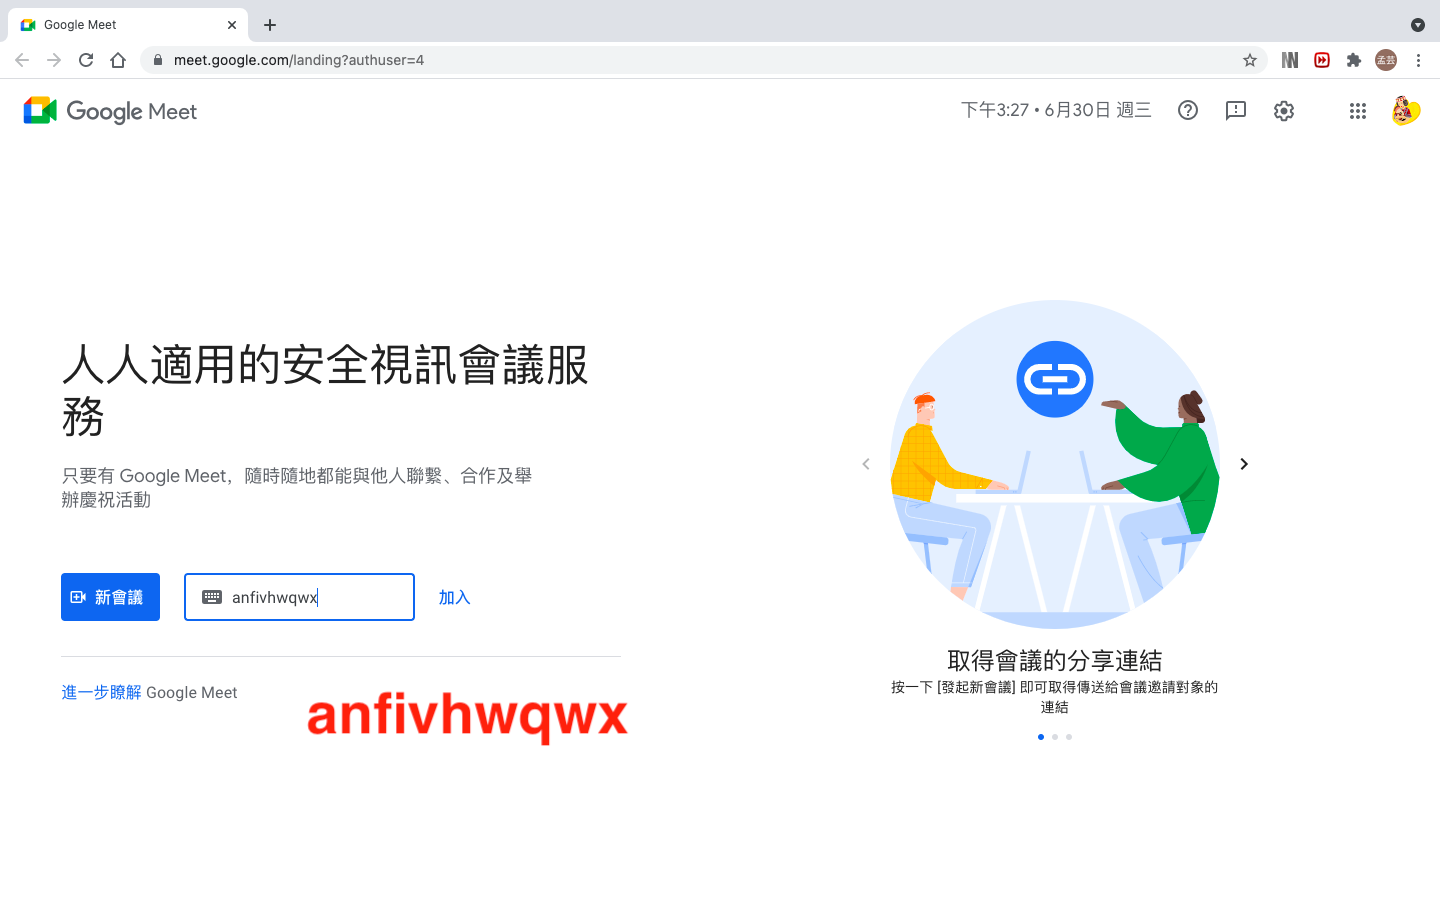 Google Meet
meet.google.com/landing?authuser=4
孟芸
Google Meet
下午3:27 • 6月30日 週三
人人適用的安全視訊會議服
務
只要有 Google Meet，隨時隨地都能與他人聯繫、合作及舉
辦慶祝活動
新會議
anfivhwqwx
加入
進一步瞭解 Google Meet
anfivhwqwx
取得會議的分享連結
按一下 [發起新會議] 即可取得傳送給會議邀請對象的
連結